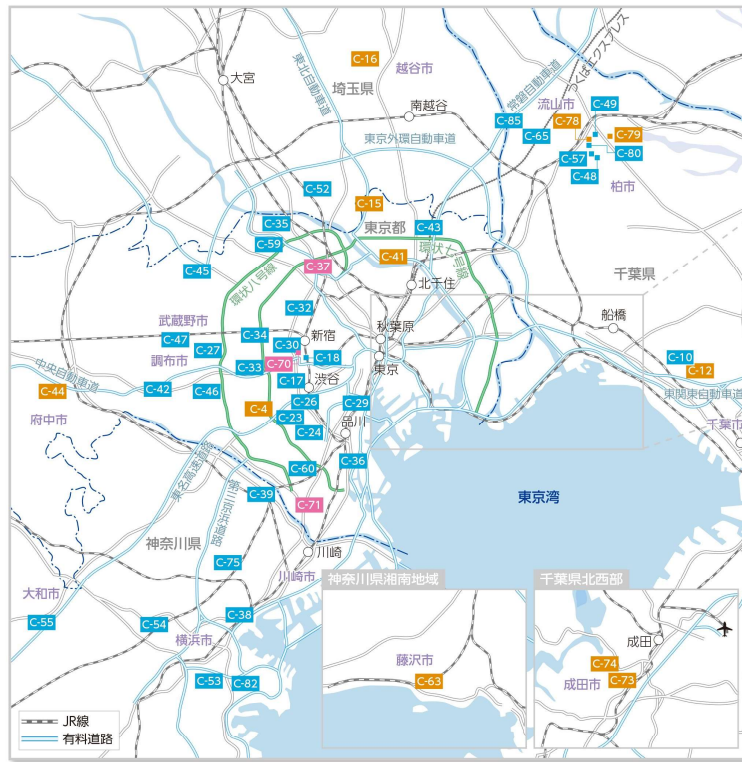 C-16
越谷市
つくばエクスプレス
大宮
東北自動車道
埼玉県
常磐自動車道
流山市
C-49
南越谷
C-85
C-78
C-65
C-79
東京外環自動車道
C-57
C-80
C-48
柏市
C-52
C-15
C-35
東京都
C-43
C-59
環状七号線
C-41
C-37
C-45
環状八号線
千葉県
北千住
C-32
武蔵野市
船橋
C-47
C-34
新宿
秋葉原
C-27
C-30
調布市
C-18
東京
C-10
C-70
C-33
C-12
中央自動車道
C-17
渋谷
C-44
C-42
C-46
東関東自動車道
C-26
C-29
C-4
C-23
府中市
千葉市
C-24
品川
C-36
C-60
東名高速道路
C-39
第三京浜道路
東京湾
C-71
神奈川県
川崎
C-75
川崎市
神奈川県湘南地域
千葉県北西部
大和市
C-38
C-55
C-54
横浜市
成田
藤沢市
C-74
C-53
C-82
C-63
成田市
C-73
JR線
有料道路